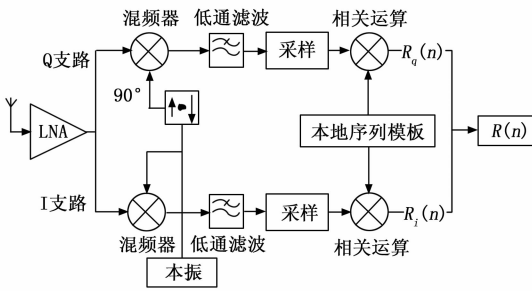 混频器
低通滤波
相关运算
Q支路
采样
R_q(n)
90°
LNA
本地序列模板
R(n)
I支路
采样
R_i(n)
混频器
低通滤波
相关运算
本振